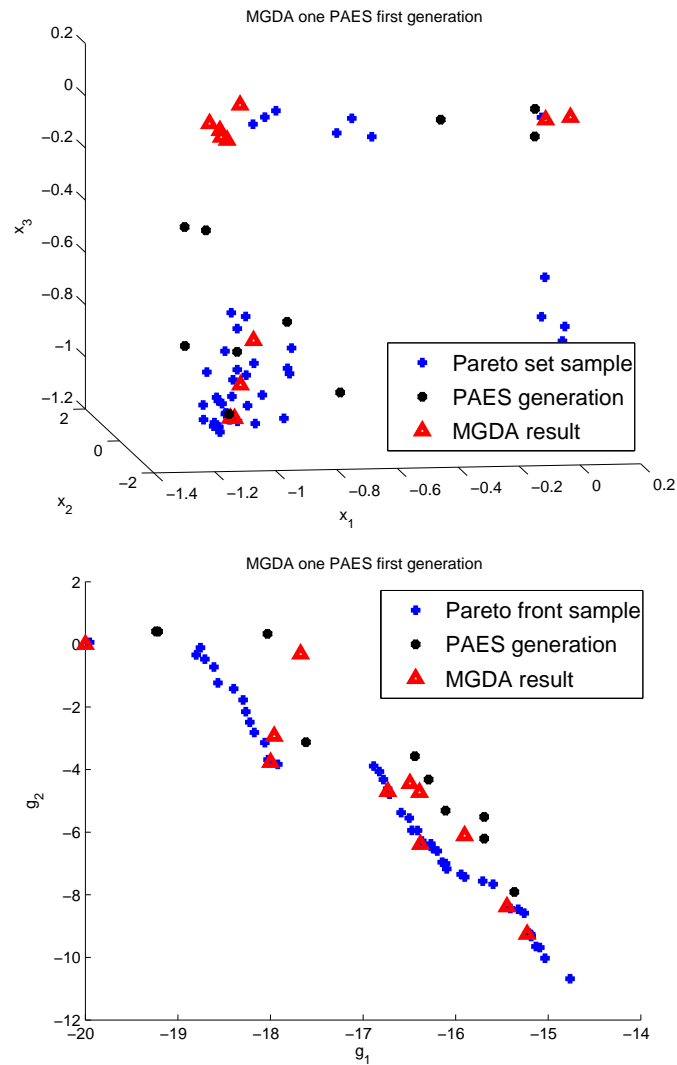 MGDA one PAES first generation
0.2
0
−0.2
−0.4
−0.6
−0.8
−1
−1.2
x3
2
0
−2
x2
−1.4 −1.2 −1 −0.8 −0.6 −0.4 −0.2 0 0.2
x1
Pareto set sample
PAES generation
MGDA result
MGDA one PAES first generation
2
0
−2
−4
−6
−8
−10
−12
g2
−20 −19 −18 −17 −16 −15 −14
g1
Pareto front sample
PAES generation
MGDA result